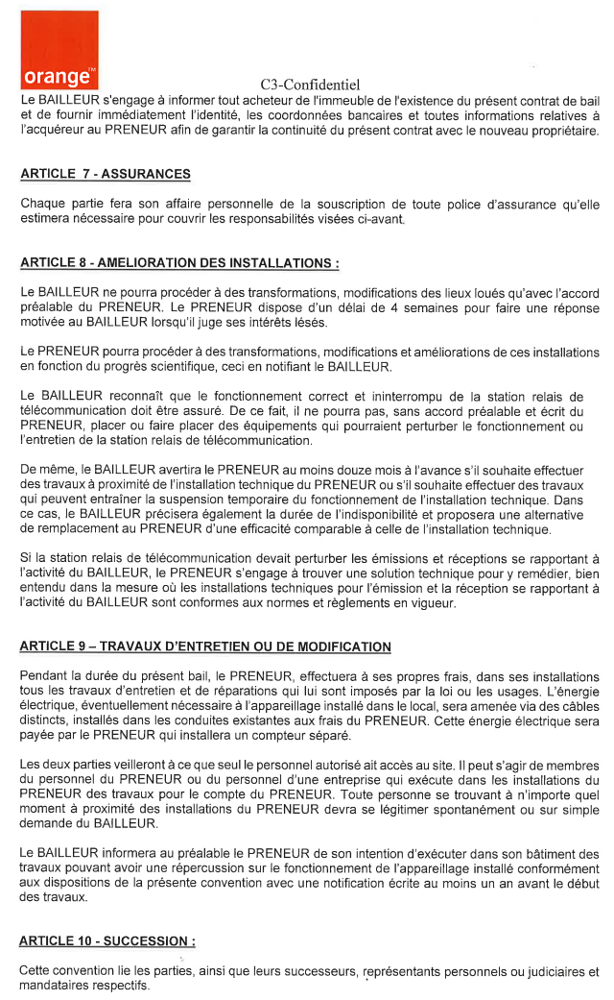 orange™
C3-Confidentiel
Le BAILLEUR s'engage à informer tout acheteur de l'immeuble de l'existence du présent contrat de bail
et de fournir immédiatement l'identité, les coordonnées bancaires et toutes informations relatives à
l'acquéreur au PRENEUR afin de garantir la continuité du présent contrat avec le nouveau propriétaire.
ARTICLE 7 - ASSURANCES
Chaque partie fera son affaire personnelle de la souscription de toute police d'assurance qu'elle
estimera nécessaire pour couvrir les responsabilités visées ci-avant.
ARTICLE 8 - AMELIORATION DES INSTALLATIONS :
Le BAILLEUR ne pourra procéder à des transformations, modifications des lieux loués qu'avec l'accord
préalable du PRENEUR. Le PRENEUR dispose d'un délai de 4 semaines pour faire une réponse
motivée au BAILLEUR lorsqu'il juge ses intérêts lésés.
Le PRENEUR pourra procéder à des transformations, modifications et améliorations de ces installations
en fonction du progrès scientifique, ceci en notifiant le BAILLEUR.
Le BAILLEUR reconnaît que le fonctionnement correct et ininterrompu de la station relais de
télécommunication doit être assuré. De ce fait, il ne pourra pas, sans accord préalable et écrit du
PRENEUR, placer ou faire placer des équipements qui pourraient perturber le fonctionnement ou
l'entretien de la station relais de télécommunication.
De même, le BAILLEUR avertira le PRENEUR au moins douze mois à l'avance s'il souhaite effectuer
des travaux à proximité de l'installation technique du PRENEUR ou s'il souhaite effectuer des travaux
qui peuvent entraîner la suspension temporaire du fonctionnement de l'installation technique. Dans
ce cas, le BAILLEUR précisera également la durée de l'indisponibilité et proposera une alternative
de remplacement au PRENEUR d'une efficacité comparable à celle de l'installation technique.
Si la station relais de télécommunication devait perturber les émissions et réceptions se rapportant à
l'activité du BAILLEUR, le PRENEUR s'engage à trouver une solution technique pour y remédier, bien
entendu dans la mesure où les installations techniques pour l'émission et la réception se rapportant à
l'activité du BAILLEUR sont conformes aux normes et règlements en vigueur.
ARTICLE 9 – TRAVAUX D'ENTRETIEN OU DE MODIFICATION
Pendant la durée du présent bail, le PRENEUR, effectuera à ses propres frais, dans ses installations
tous les travaux d'entretien et de réparations qui lui sont imposés par la loi ou les usages. L'énergie
électrique, éventuellement nécessaire à l'appareillage installé dans le local, sera amenée via des câbles
distincts, installés dans les conduites existantes aux frais du PRENEUR. Cette énergie électrique sera
payée par le PRENEUR qui installera un compteur séparé.
Les deux parties veilleront à ce que seul le personnel autorisé ait accès au site. Il peut s'agir de membres
du personnel du PRENEUR ou du personnel d'une entreprise qui exécute dans les installations du
PRENEUR des travaux pour le compte du PRENEUR. Toute personne se trouvant à n'importe quel
moment à proximité des installations du PRENEUR devra se légitimer spontanément ou sur simple
demande du BAILLEUR.
Le BAILLEUR informera au préalable le PRENEUR de son intention d'exécuter dans son bâtiment des
travaux pouvant avoir une répercussion sur le fonctionnement de l'appareillage installé conformément
aux dispositions de la présente convention avec une notification écrite au moins un an avant le début
des travaux.
ARTICLE 10 - SUCCESSION :
Cette convention lie les parties, ainsi que leurs successeurs, représentants personnels ou judiciaires et
mandataires respectifs.